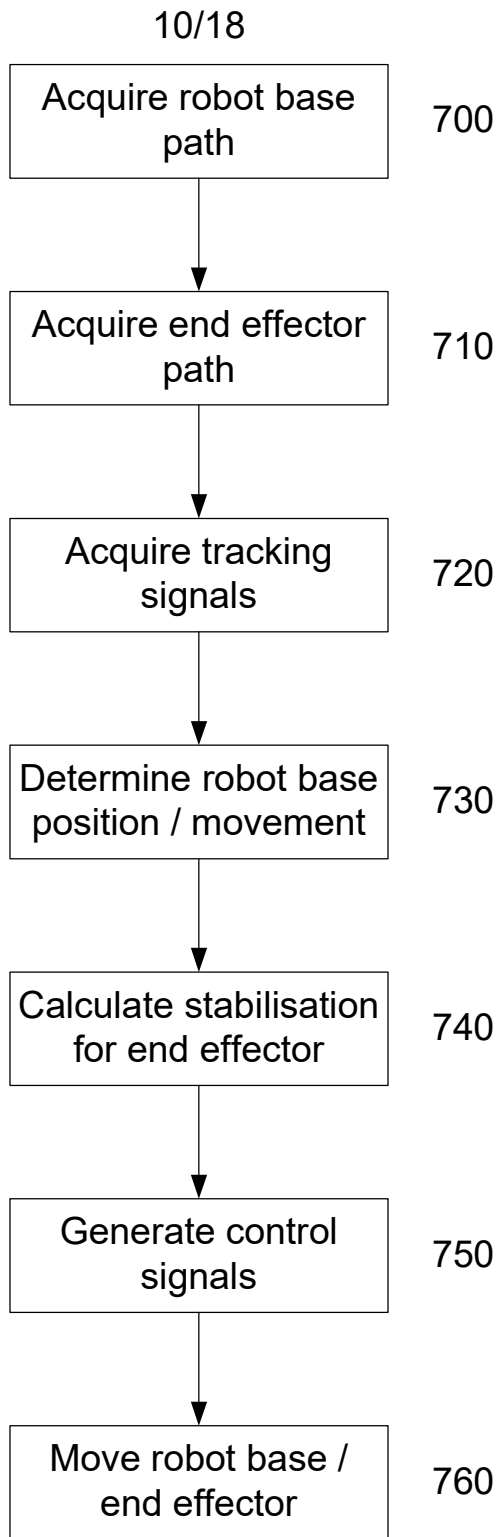 10/18
Acquire robot base
path
700
Acquire end effector
path
710
Acquire tracking
signals
720
Determine robot base
position / movement
730
Calculate stabilisation
for end effector
740
Generate control
signals
750
Move robot base /
end effector
760